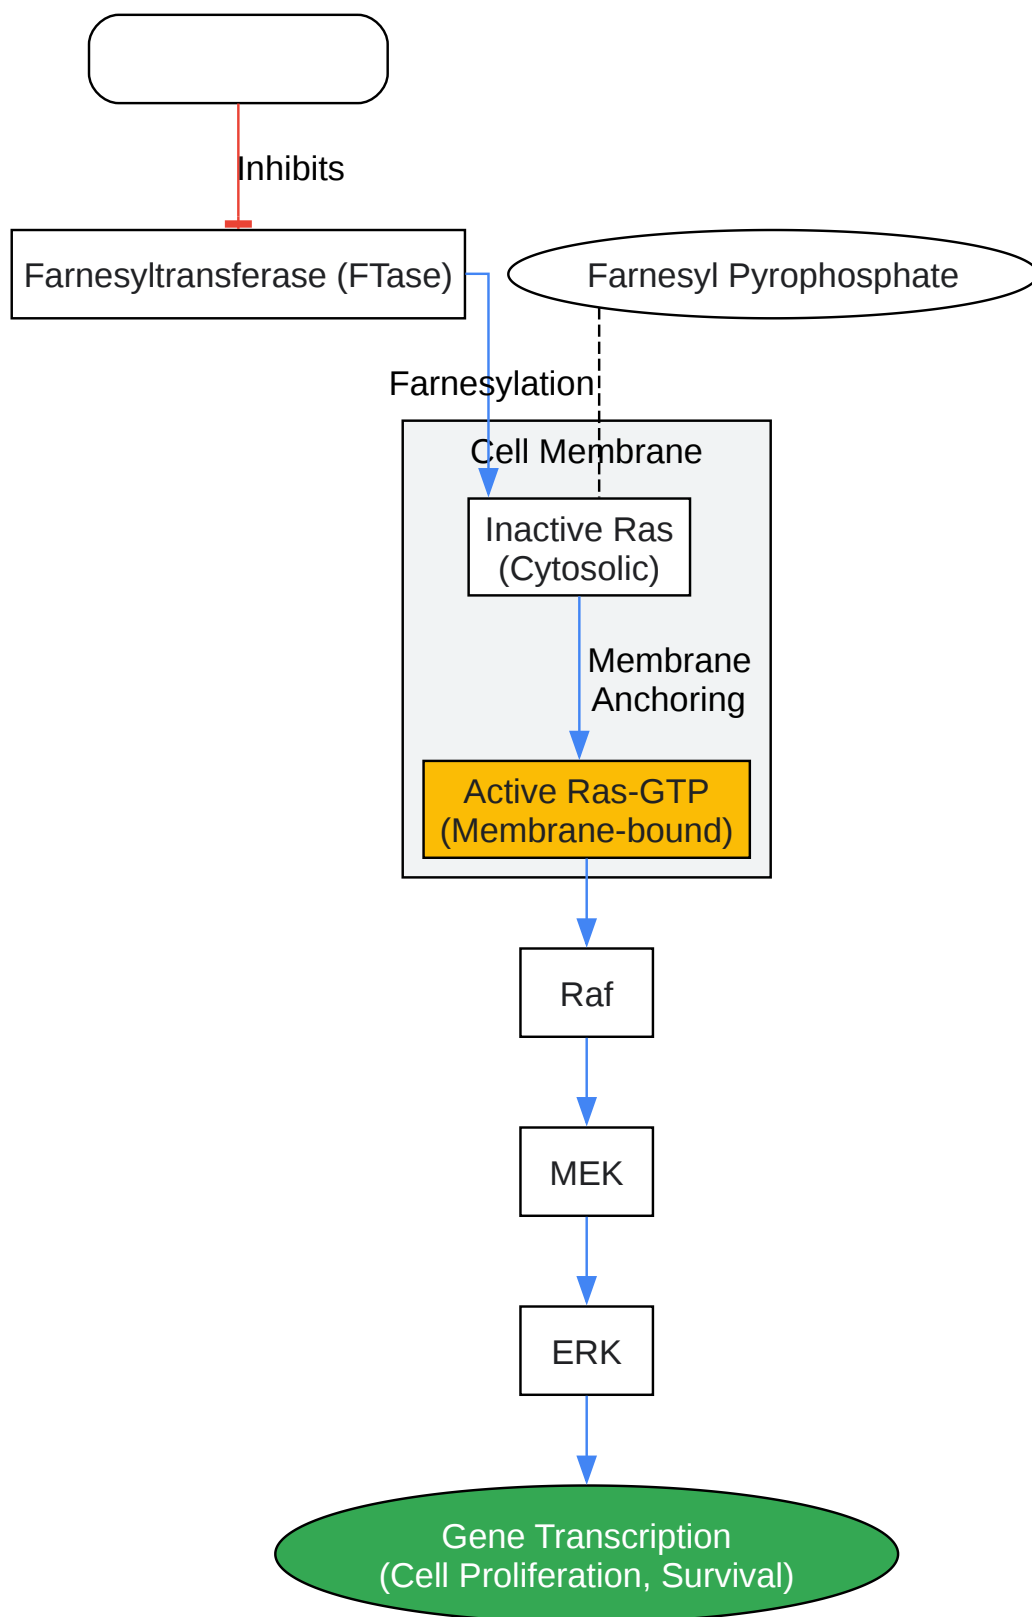 Inhibits
Farnesyltransferase (FTase)
Farnesyl Pyrophosphate
Farnesylation
Cell Membrane
Inactive Ras
(Cytosolic)
Membrane
Anchoring
Active Ras-GTP
(Membrane-bound)
Raf
MEK
ERK
Gene Transcription
(Cell Proliferation, Survival)